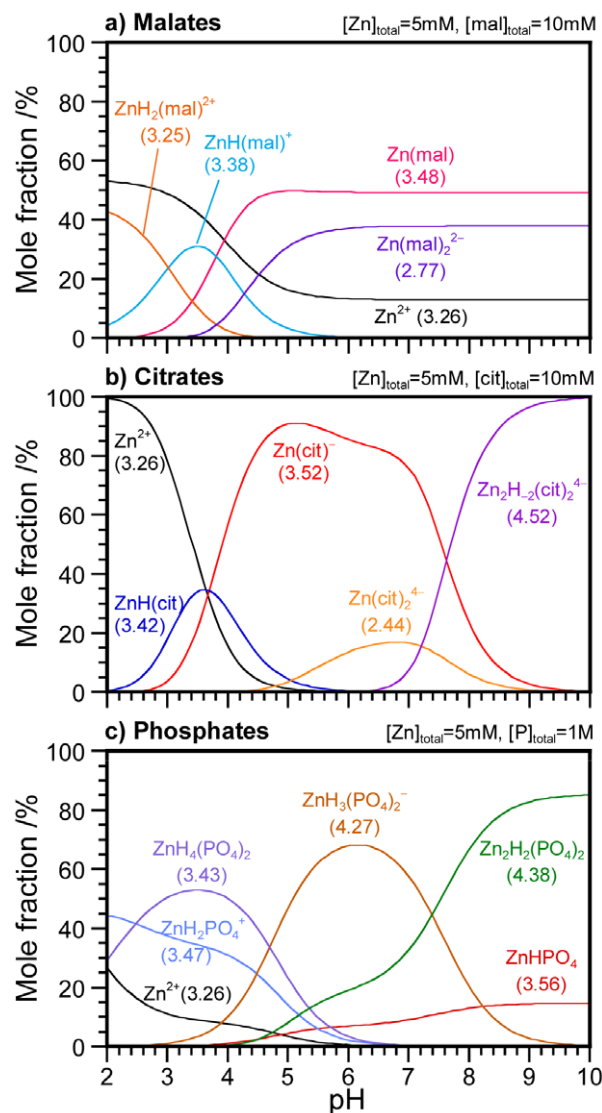 a) Malates [Zn]total=5mM, [mal]total=10mM
100
80
60
40
20
0
Mole fraction /%
ZnH₂(mal)²⁺
(3.25)
ZnH(mal)⁺
(3.38)
Zn(mal)
(3.48)
Zn(mal)₂²⁻
(2.77)
Zn²⁺ (3.26)
b) Citrates [Zn]total=5mM, [cit]total=10mM
100
80
60
40
20
0
Mole fraction /%
Zn²⁺
(3.26)
Zn(cit)⁻
(3.52)
Zn₂H₋₂(cit)₂⁴⁻
(4.52)
ZnH(cit)
(3.42)
Zn(cit)₂⁴⁻
(2.44)
c) Phosphates [Zn]total=5mM, [P]total=1M
100
80
60
40
20
0
Mole fraction /%
ZnH₃(PO₄)₂⁻
(4.27)
ZnH₄(PO₄)₂
(3.43)
Zn₂H₂(PO₄)₂
(4.38)
ZnH₂PO₄⁺
(3.47)
Zn²⁺(3.26)
ZnHPO₄
(3.56)
2 3 4 5 6 7 8 9 10
pH